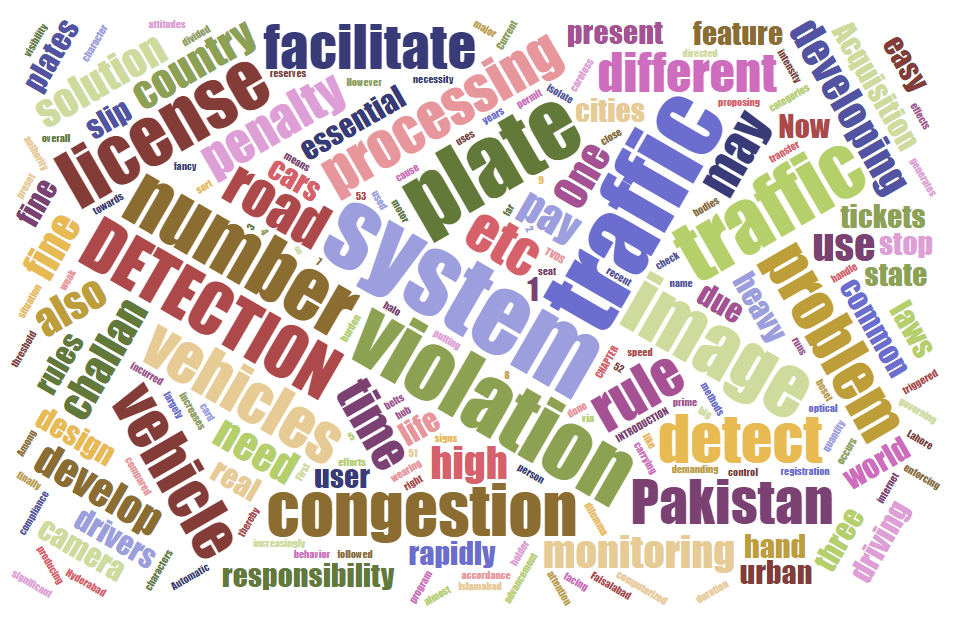 visibility
character
attitudes
divided
major
Current
present
feature
directed
plates
solution
country
facilitate
reserves
However
necessity
careless
different
intensity
developing
Acquisition
easy
slip
license
penalty
essential
processing
isolate
permit
years
uses
cities
proposing
categories
effects
overall
authority
preset
fancy
sort
means
cause
plate
close
traffic
may
Now
transfer
generates
fine
towards
number
road
cars
used
53
motor
9
One
bodies
traffic
tickets
fine
DETECTION
3
4
6
7
system
etc
far
pay
2
TVDS
seat
1
recent
check
name
use
stop
state
situation
weak
also
halo
burden
putting
image
due
heavy
problem
handle
common
laws
runs
threshold
rules
challan
vehicles
violation
8
CHAPTER
speed
52
rule
prime
methods
beset
triggered
governing
Incurred
largely
increases
card
time
belts
hub
life
dono
via
INTRODUCTION
like
big
optical
quantity
Lahore
Among
design
vehicle
need
5
First
signs
51
wearing
right
high
carrying
detect
occurs
world
enforcing
finally
develop
compared
real
efforts
user
person
demanding
control
registration
internet
compliance
drivers
thereby
congestion
dilemma
Pakistan
three
driving
camera
characters
increasingly
behavior
followed
rapidly
holder
monitoring
hand
urban
producing
significant
Hyderabad
Automatic
responsibility
program
almost
accordance
Islamabad
advancement
attention
facing
Faisalabad
computerized
duration